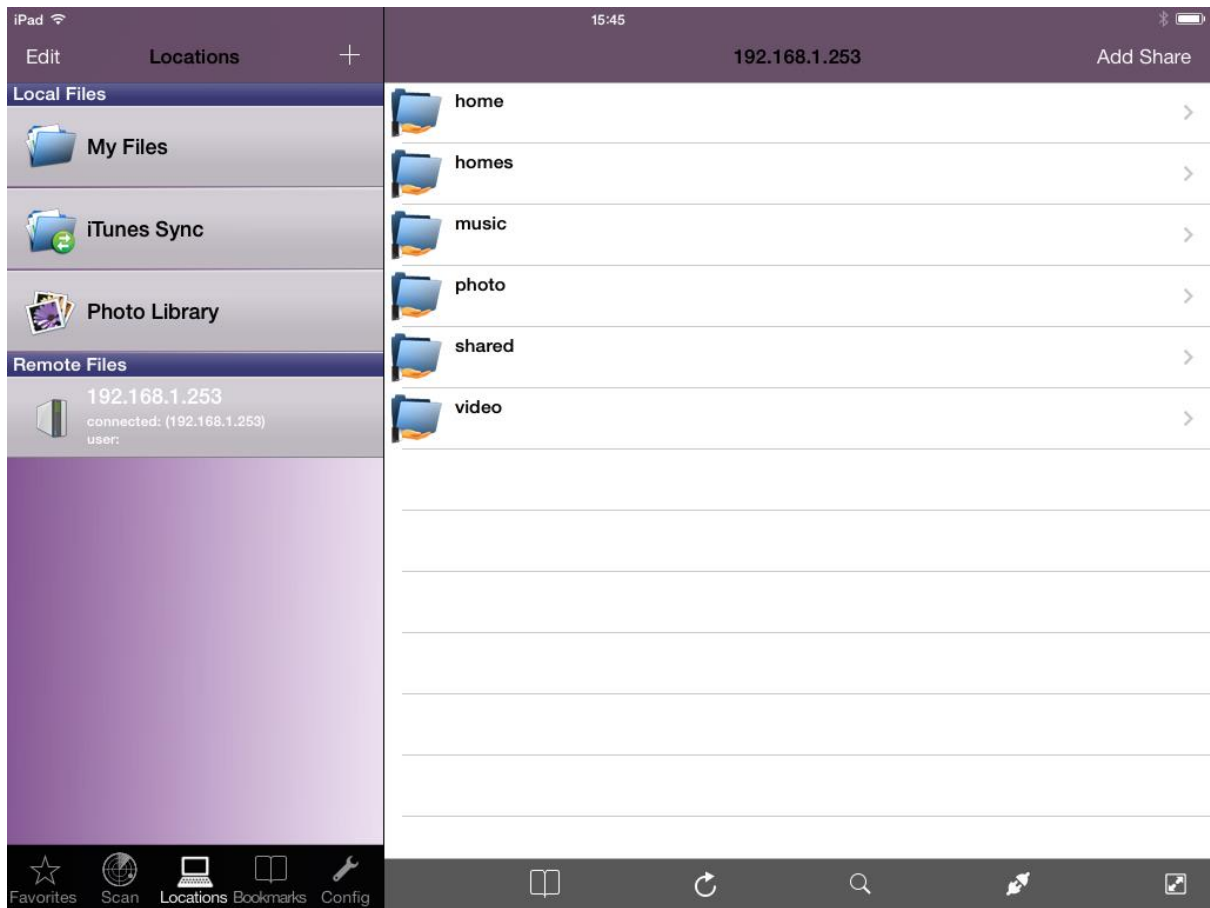 iPad 15:45
Edit Locations + 192.168.1.253 Add Share
Local Files
My Files
iTunes Sync
Photo Library
Remote Files
192.168.1.253
connected: (192.168.1.253)
user:
home
homes
music
photo
shared
video
Favorites Scan Locations Bookmarks Config